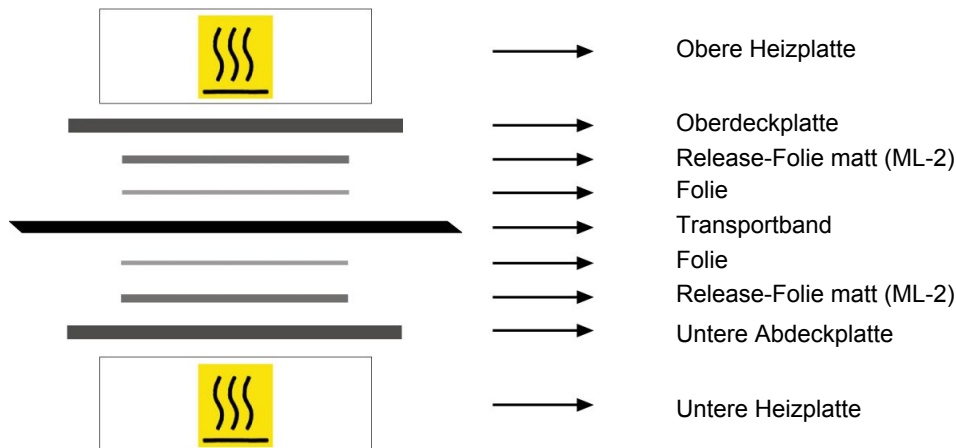 Obere Heizplatte
Oberdeckplatte
Release-Folie matt (ML-2)
Folie
Transportband
Folie
Release-Folie matt (ML-2)
Untere Abdeckplatte
Untere Heizplatte